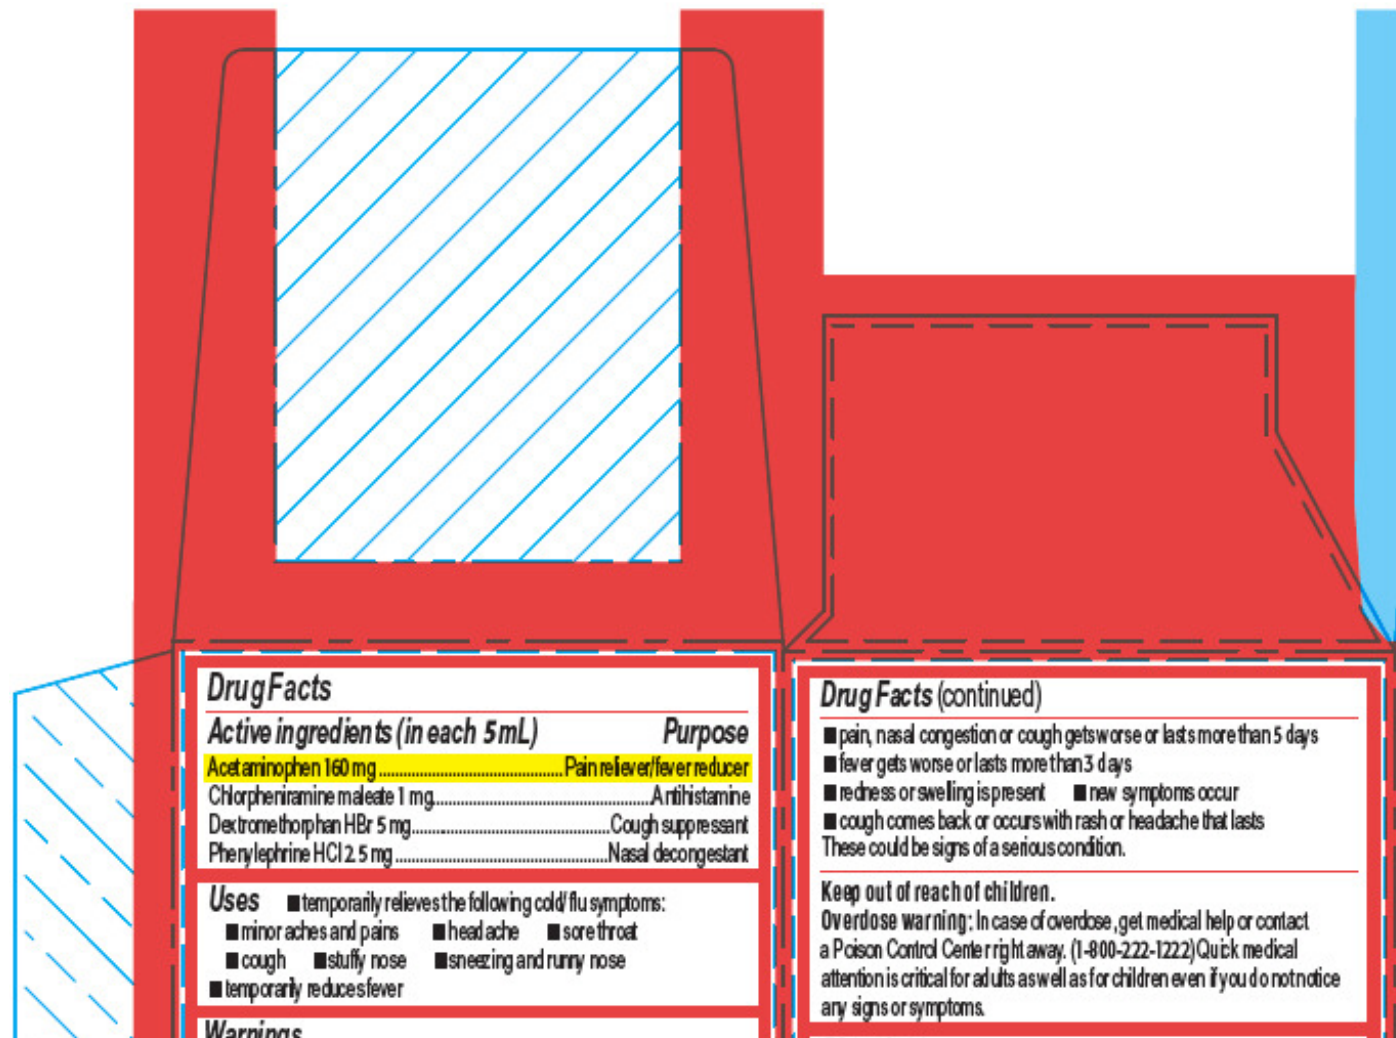 Drug Facts
Active ingredients (in each 5 mL) Purpose
Acetaminophen 160 mg ............................................ Pain reliever/fever reducer
Chlorpheniramine maleate 1 mg..................................................... Antihistamine
Dextromethorphan HBr 5 mg................................................ Cough suppressant
Phenylephrine HCl 2.5 mg ................................................... Nasal decongestant
Uses ■ temporarily relieves the following cold/flu symptoms:
■ minor aches and pains ■ headache ■ sore throat
■ cough ■ stuffy nose ■ sneezing and runny nose
■ temporarily reduces fever
Warnings
Drug Facts (continued)
■ pain, nasal congestion or cough gets worse or lasts more than 5 days
■ fever gets worse or lasts more than 3 days
■ redness or swelling is present ■ new symptoms occur
■ cough comes back or occurs with rash or headache that lasts
These could be signs of a serious condition.
Keep out of reach of children.
Overdose warning: In case of overdose, get medical help or contact
a Poison Control Center right away. (1-800-222-1222) Quick medical
attention is critical for adults as well as for children even if you do not notice
any signs or symptoms.